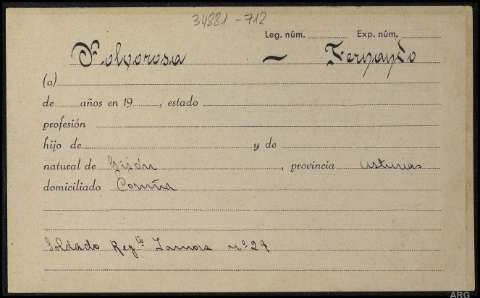 34881-712
Leg. núm. Exp. núm.
Polvorosa — Fernando
(a)
de años en 19 , estado
profesión
hijo de y de
natural de Gijón , provincia Asturias
domiciliado Coruña
Soldado Regto Zamora nº 29
ARG